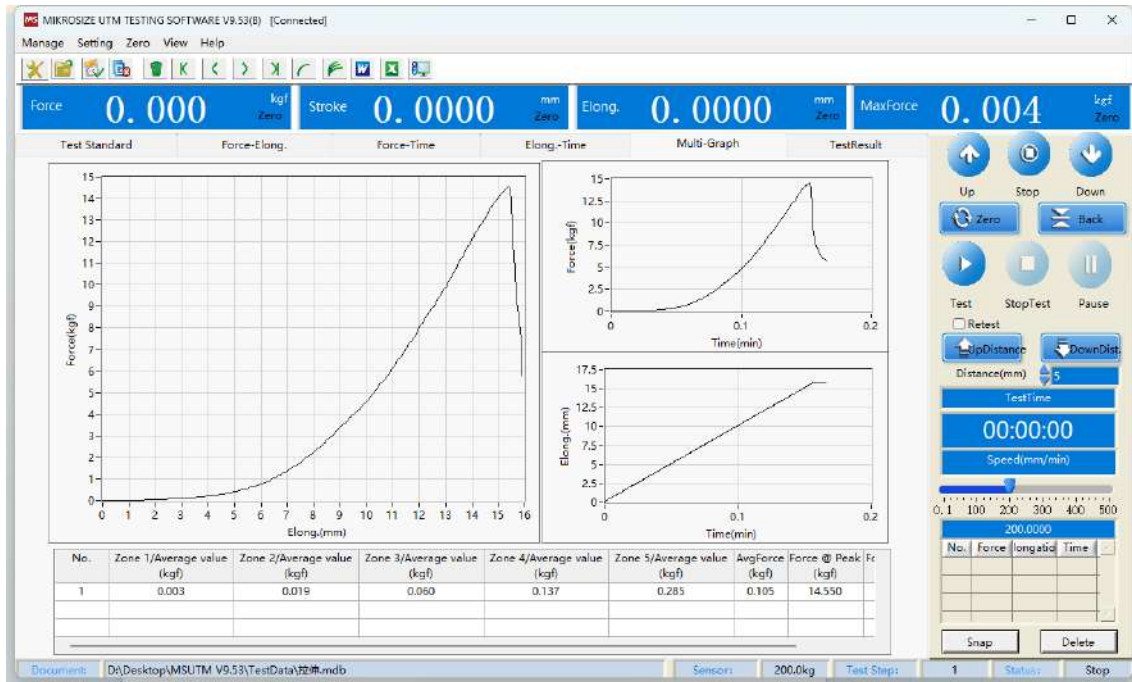 MS MIKROSIZE UTM TESTING SOFTWARE V9.53(B) [Connected]
Manage Setting Zero View Help
Force 0.000 kgf Zero Stroke 0.0000 mm Zero Elong. 0.0000 mm Zero MaxForce 0.004 kgf Zero
Test Standard Force-Elong. Force-Time Elong.-Time Multi-Graph TestResult
15
14
13
12
11
10
9
8
7
6
5
4
3
2
1
0
Force(kgf)
0 1 2 3 4 5 6 7 8 9 10 11 12 13 14 15 16
Elong.(mm)
15
12.5
10
7.5
5
2.5
0
Force(kgf)
0 0.1 0.2
Time(min)
17.5
15
12.5
10
7.5
5
2.5
0
Elong.(mm)
0 0.1 0.2
Time(min)
No. Zone 1/Average value (kgf) Zone 2/Average value (kgf) Zone 3/Average value (kgf) Zone 4/Average value (kgf) Zone 5/Average value (kgf) AvgForce (kgf) Force @ Peak (kgf) Fo
1 0.003 0.019 0.060 0.137 0.285 0.105 14.550
Up Stop Down
Zero Back
Test StopTest Pause
Retest
UpDistance DownDist.
Distance(mm) 5
TestTime
00:00:00
Speed(mm/min)
0.1 100 200 300 400 500
200.0000
No. Force longatio Time
Snap Delete
Document: D:\Desktop\MSUTM V9.53\TestData\拉伸.mdb Sensor: 200.0kg Test Step: 1 Status: Stop